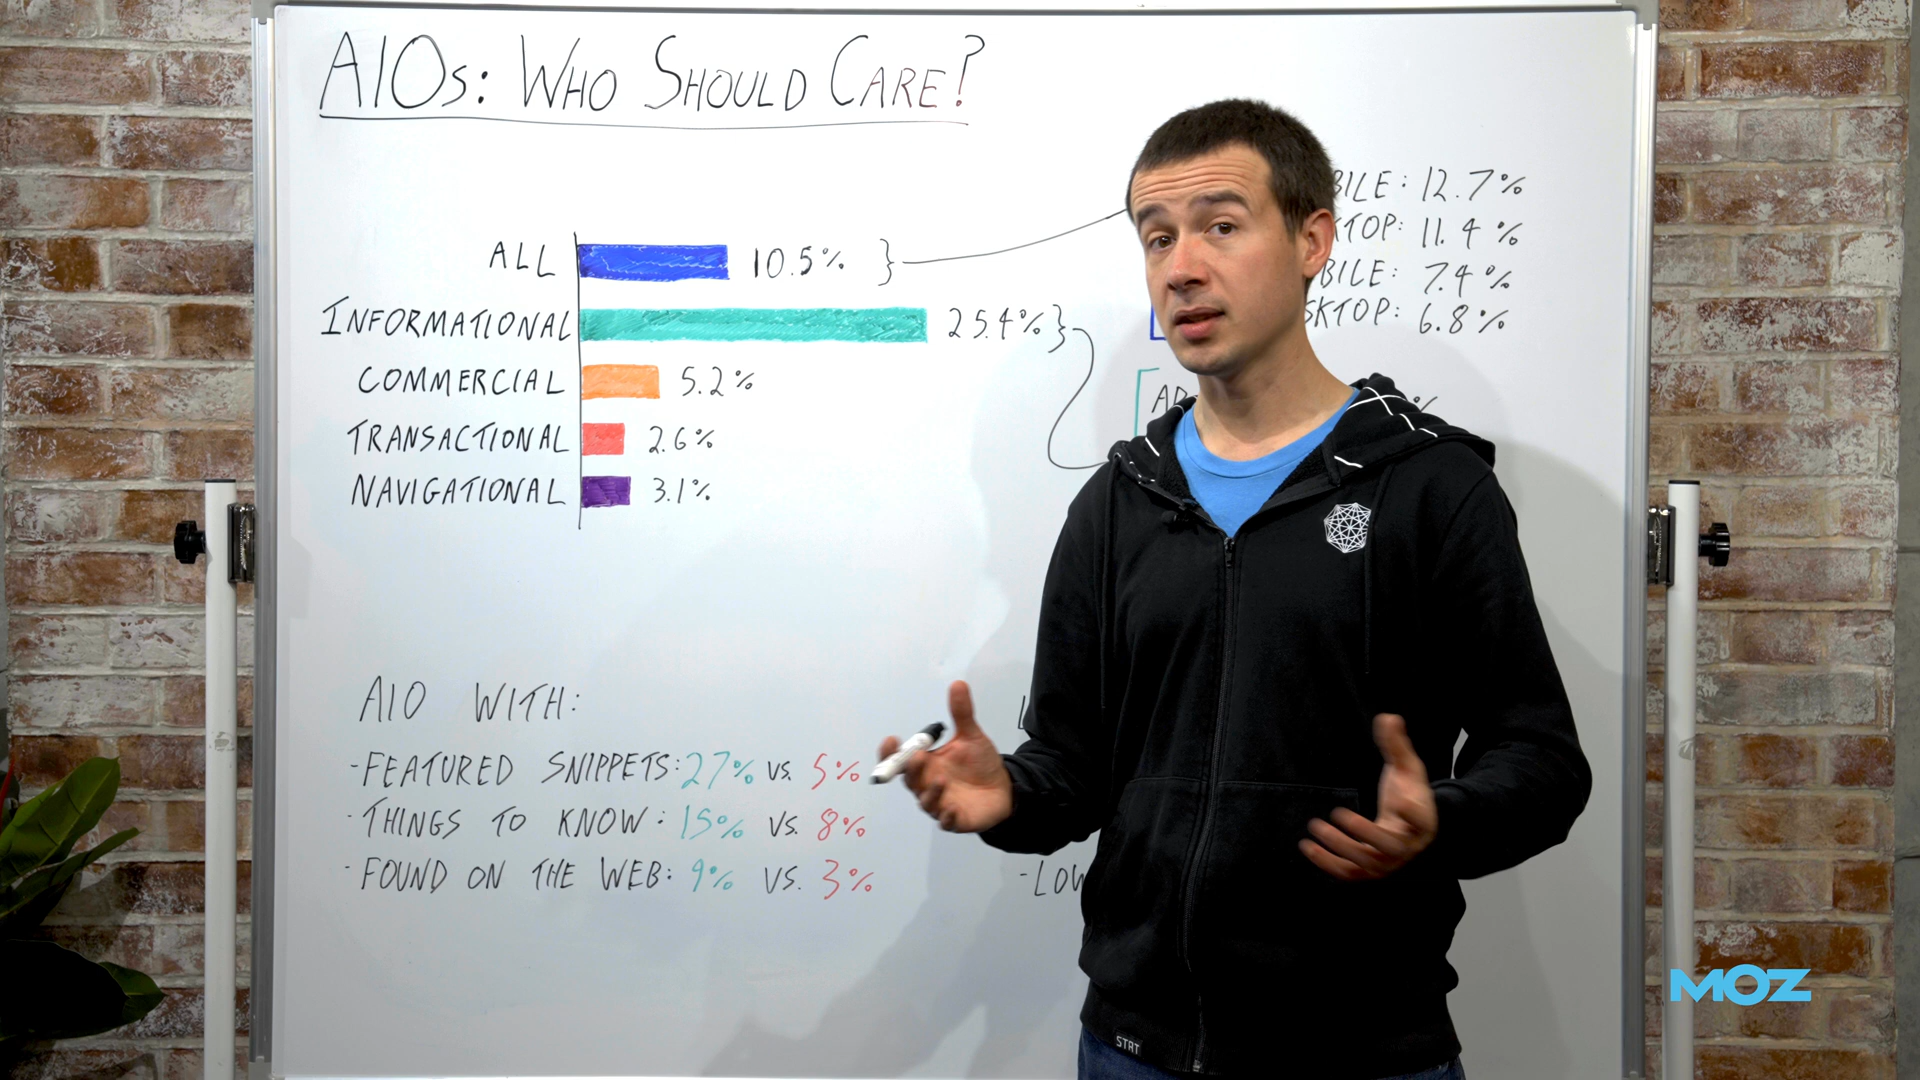 AIOs: WHO SHOULD CARE?
ALL 10.5%
INFORMATIONAL 25.4%
COMMERCIAL 5.2%
TRANSACTIONAL 2.6%
NAVIGATIONAL 3.1%
BILE: 12.7%
KTOP: 11.4%
BILE: 7.4%
SKTOP: 6.8%
%
AIO WITH:
-FEATURED SNIPPETS: 27% VS. 5%
-THINGS TO KNOW: 15% VS. 8%
-FOUND ON THE WEB: 9% VS. 3%
-LOW
STAT
MOZ